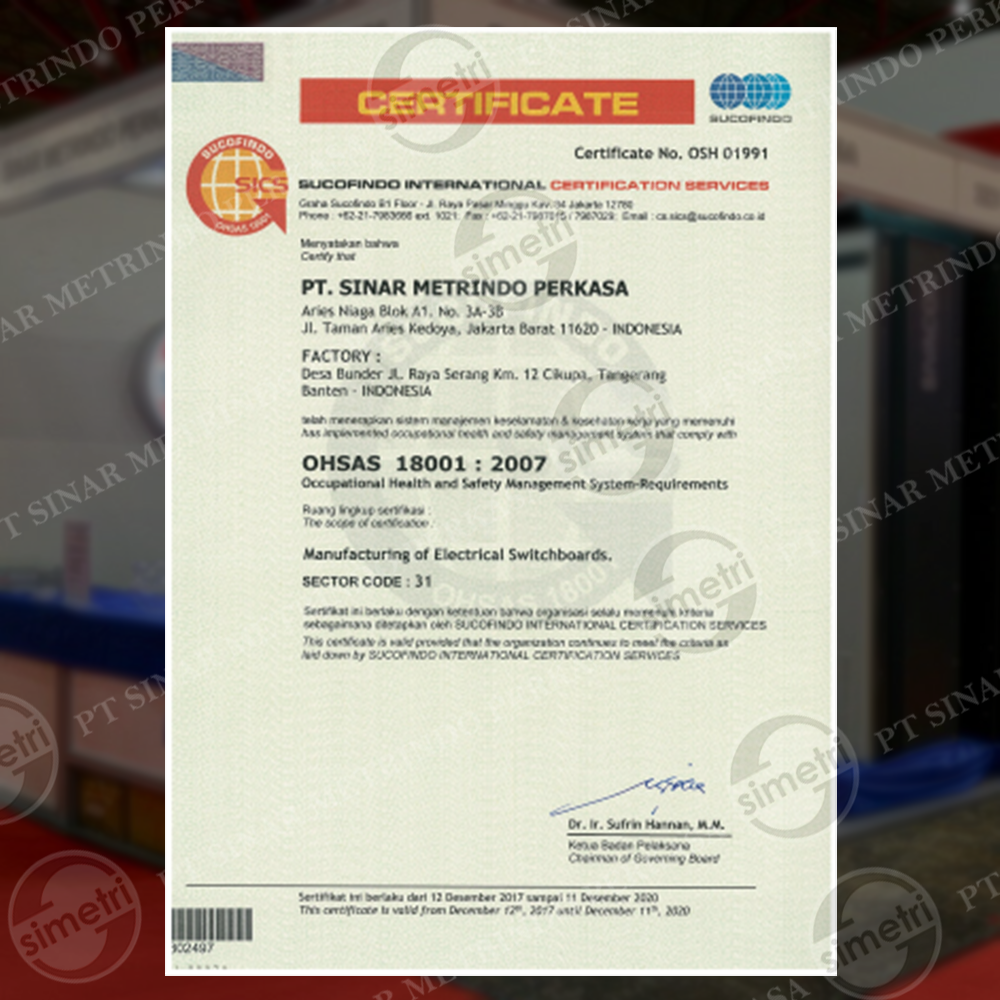 CERTIFICATE
SUCOFINDO
Certificate No. OSH 01991
SUCOFINDO
SICS
OHSAS 18001
SUCOFINDO INTERNATIONAL CERTIFICATION SERVICES
Graha Sucofindo B1 Floor - Jl. Raya Pasar Minggu Kav. 34 Jakarta 12780
Phone : +62-21-7983666 ext. 1021; Fax : +62-21-7987015 / 7987029; Email : cs.sics@sucofindo.co.id
Menyatakan bahwa
Certify that
PT. SINAR METRINDO PERKASA
Aries Niaga Blok A1. No. 3A-3B
Jl. Taman Aries Kedoya, Jakarta Barat 11620 - INDONESIA
FACTORY :
Desa Bunder JL. Raya Serang Km. 12 Cikupa, Tangerang
Banten - INDONESIA
telah menerapkan sistem manajemen keselamatan & kesehatan kerja yang memenuhi
has implemented occupational health and safety management system that comply with
OHSAS 18001 : 2007
Occupational Health and Safety Management System-Requirements
Ruang lingkup sertifikasi :
The scope of certification :
Manufacturing of Electrical Switchboards.
SECTOR CODE : 31
Sertifikat ini berlaku dengan ketentuan bahwa organisasi selalu memenuhi kriteria
sebagaimana ditetapkan oleh SUCOFINDO INTERNATIONAL CERTIFICATION SERVICES
This certificate is valid provided that the organization continues to meet the criteria as
laid down by SUCOFINDO INTERNATIONAL CERTIFICATION SERVICES
Dr. Ir. Sufrin Hannan, M.M.
Ketua Badan Pelaksana
Chairman of Governing Board
Sertifikat ini berlaku dari 12 Desember 2017 sampai 11 Desember 2020
This certificate is valid from December 12th, 2017 until December 11th, 2020
302497
simetri
simetri
simetri
simetri
simetri
simetri
simetri
PT SINAR METRINDO PERKASA